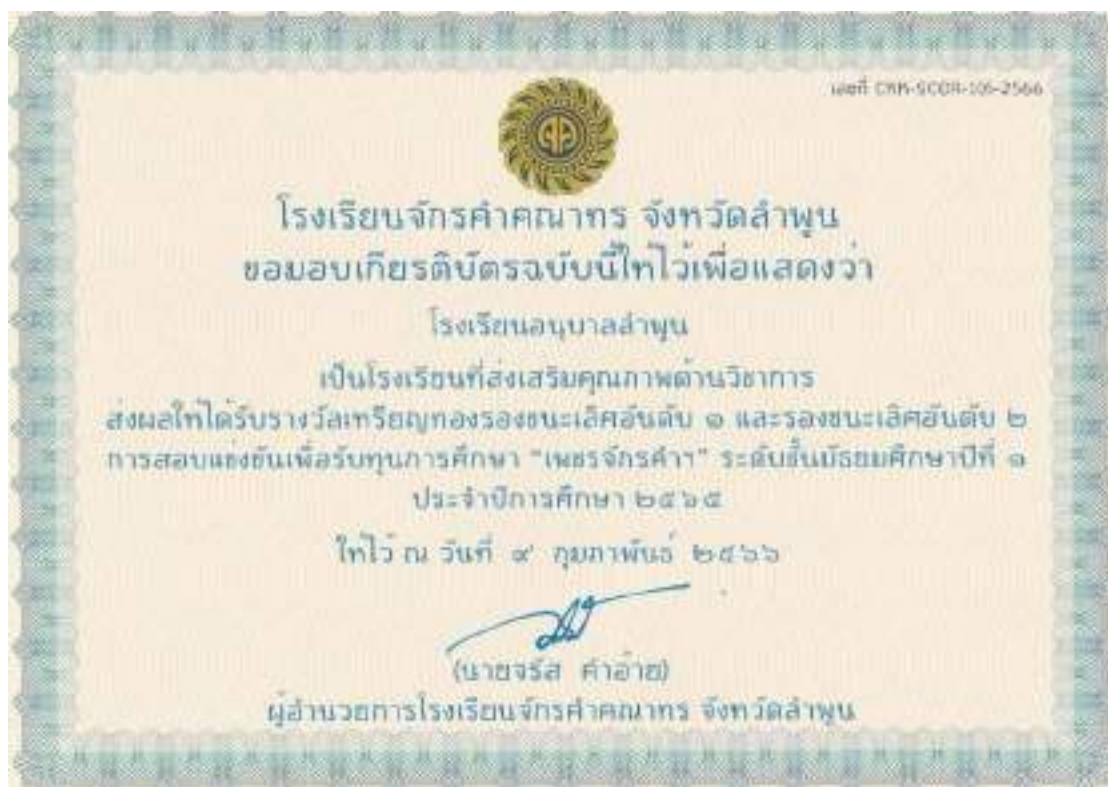 เลขที่ CKK-SCOR-105-2566
โรงเรียนจักรคำคณาทร จังหวัดลำพูน
ขอมอบเกียรติบัตรฉบับนี้ให้ไว้เพื่อแสดงว่า
โรงเรียนอนุบาลลำพูน
เป็นโรงเรียนที่ส่งเสริมคุณภาพด้านวิชาการ
ส่งผลให้ได้รับรางวัลเหรียญทองรองชนะเลิศอันดับ ๑ และรองชนะเลิศอันดับ ๒
การสอบแข่งขันเพื่อรับทุนการศึกษา "เพชรจักรคำฯ" ระดับชั้นมัธยมศึกษาปีที่ ๑
ประจำปีการศึกษา ๒๕๖๕
ให้ไว้ ณ วันที่ ๙ กุมภาพันธ์ ๒๕๖๖
(นายจรัส คำอ้าย)
ผู้อำนวยการโรงเรียนจักรคำคณาทร จังหวัดลำพูน